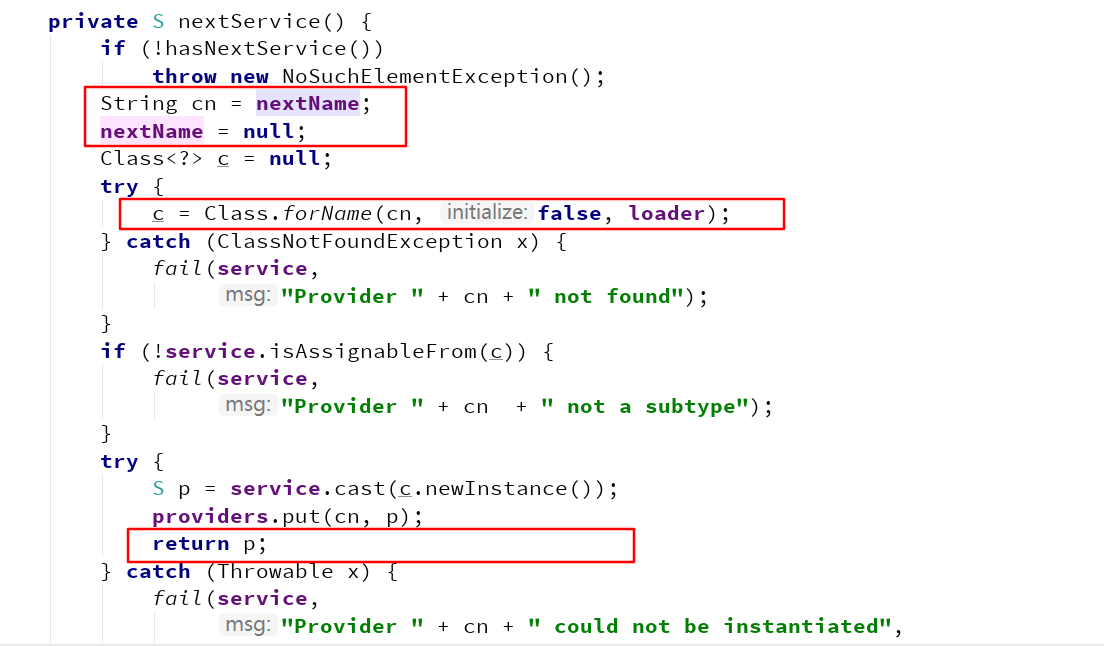 private S nextService() {
if (!hasNextService())
throw new NoSuchElementException();
String cn = nextName;
nextName = null;
Class<?> c = null;
try {
c = Class.forName(cn, initialize: false, loader);
} catch (ClassNotFoundException x) {
fail(service,
msg: "Provider " + cn + " not found");
}
if (!service.isAssignableFrom(c)) {
fail(service,
msg: "Provider " + cn  + " not a subtype");
}
try {
S p = service.cast(c.newInstance());
providers.put(cn, p);
return p;
} catch (Throwable x) {
fail(service,
msg: "Provider " + cn + " could not be instantiated",